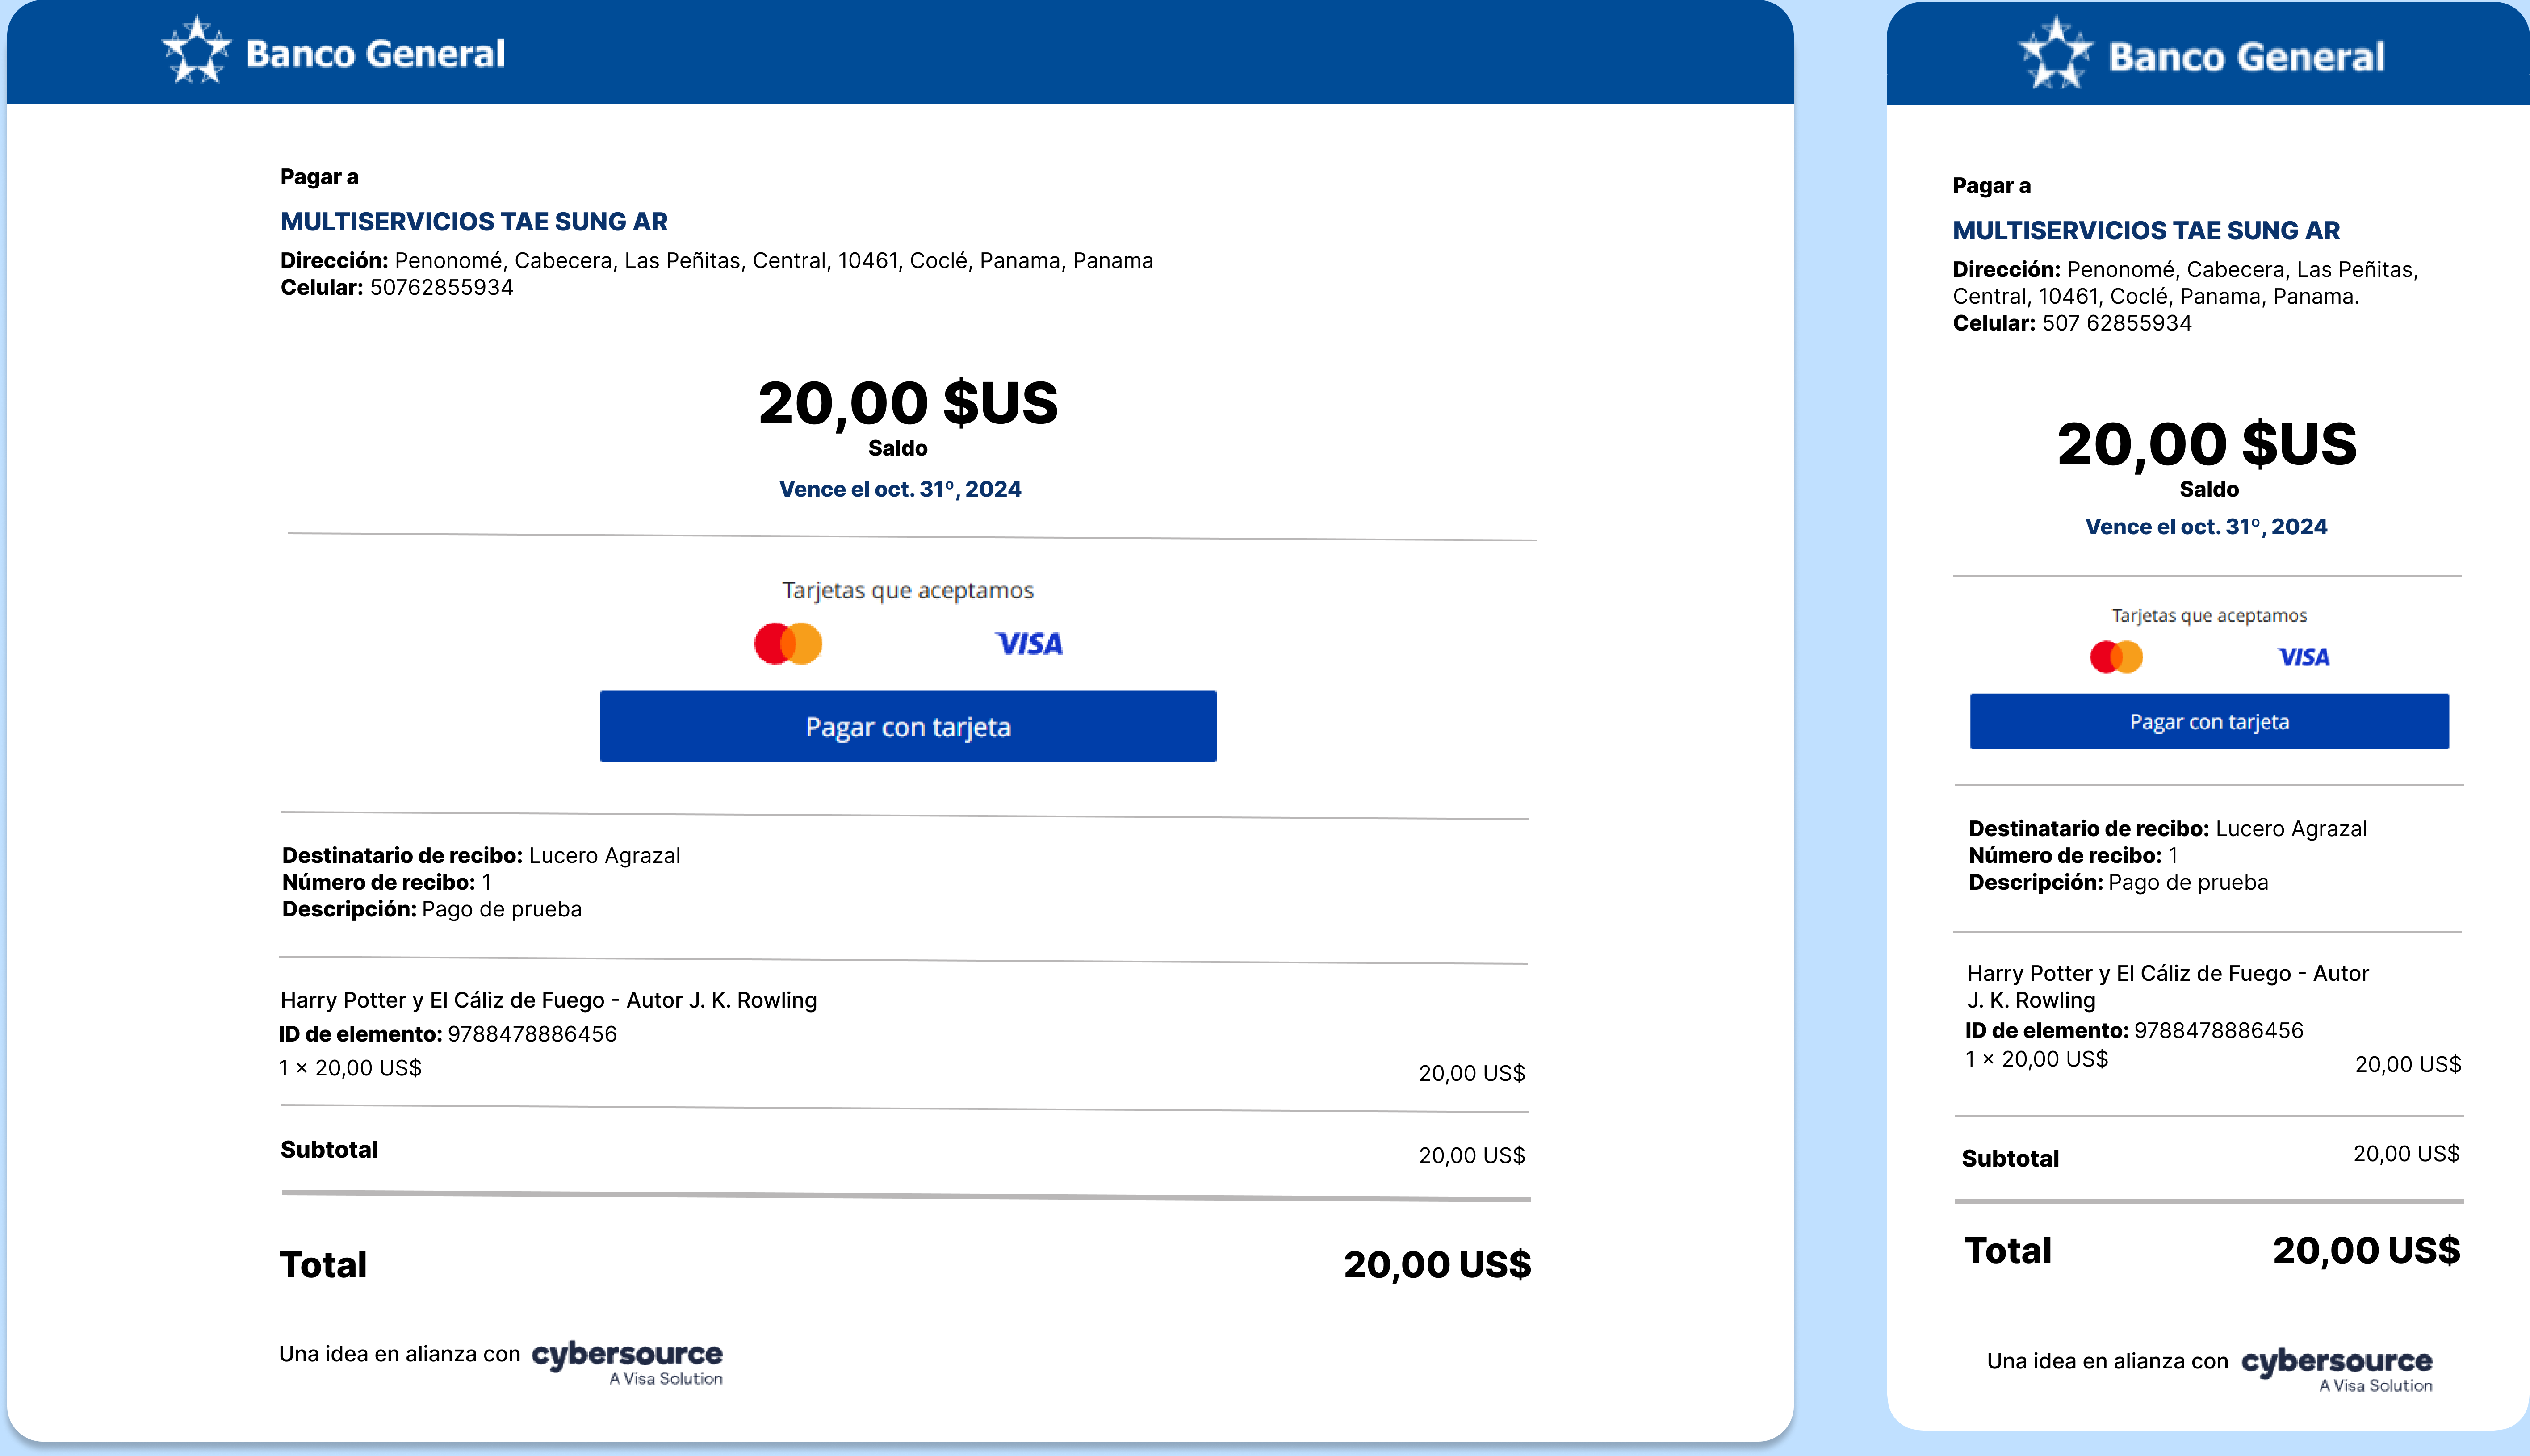 Banco General
Pagar a
MULTISERVICIOS TAE SUNG AR
Dirección: Penonomé, Cabecera, Las Peñitas, Central, 10461, Coclé, Panama, Panama
Celular: 50762855934
20,00 $US
Saldo
Vence el oct. 31º, 2024
Tarjetas que aceptamos
VISA
Pagar con tarjeta
Destinatario de recibo: Lucero Agrazal
Número de recibo: 1
Descripción: Pago de prueba
Harry Potter y El Cáliz de Fuego - Autor J. K. Rowling
ID de elemento: 9788478886456
1 × 20,00 US$ 20,00 US$
Subtotal 20,00 US$
Total 20,00 US$
Una idea en alianza con cybersource
A Visa Solution
Banco General
Pagar a
MULTISERVICIOS TAE SUNG AR
Dirección: Penonomé, Cabecera, Las Peñitas,
Central, 10461, Coclé, Panama, Panama.
Celular: 507 62855934
20,00 $US
Saldo
Vence el oct. 31º, 2024
Tarjetas que aceptamos
VISA
Pagar con tarjeta
Destinatario de recibo: Lucero Agrazal
Número de recibo: 1
Descripción: Pago de prueba
Harry Potter y El Cáliz de Fuego - Autor
J. K. Rowling
ID de elemento: 9788478886456
1 × 20,00 US$ 20,00 US$
Subtotal 20,00 US$
Total 20,00 US$
Una idea en alianza con cybersource
A Visa Solution